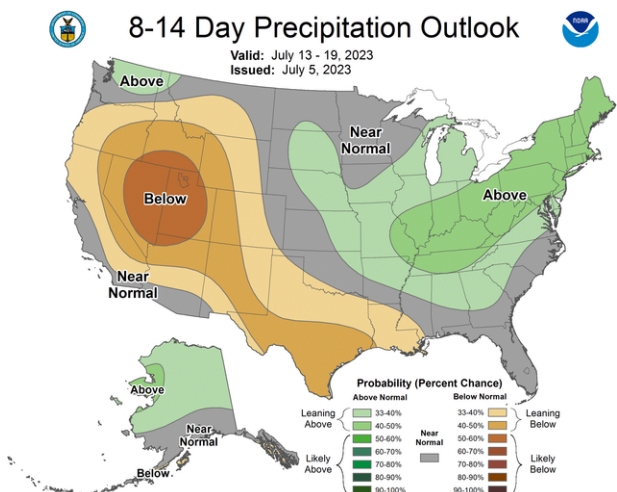 8-14 Day Precipitation Outlook
NOAA
Valid: July 13 - 19, 2023
Issued: July 5, 2023
Above
Near
Normal
Below
Above
Near
Normal
Above
Near
Normal
Below
Probability (Percent Chance)
Above Normal
Below Normal
Leaning
Above
33-40%
40-50%
Likely
Above
50-60%
60-70%
70-80%
80-90%
90-100%
Near
Normal
33-40%
40-50%
Leaning
Below
50-60%
60-70%
70-80%
80-90%
90-100%
Likely
Below